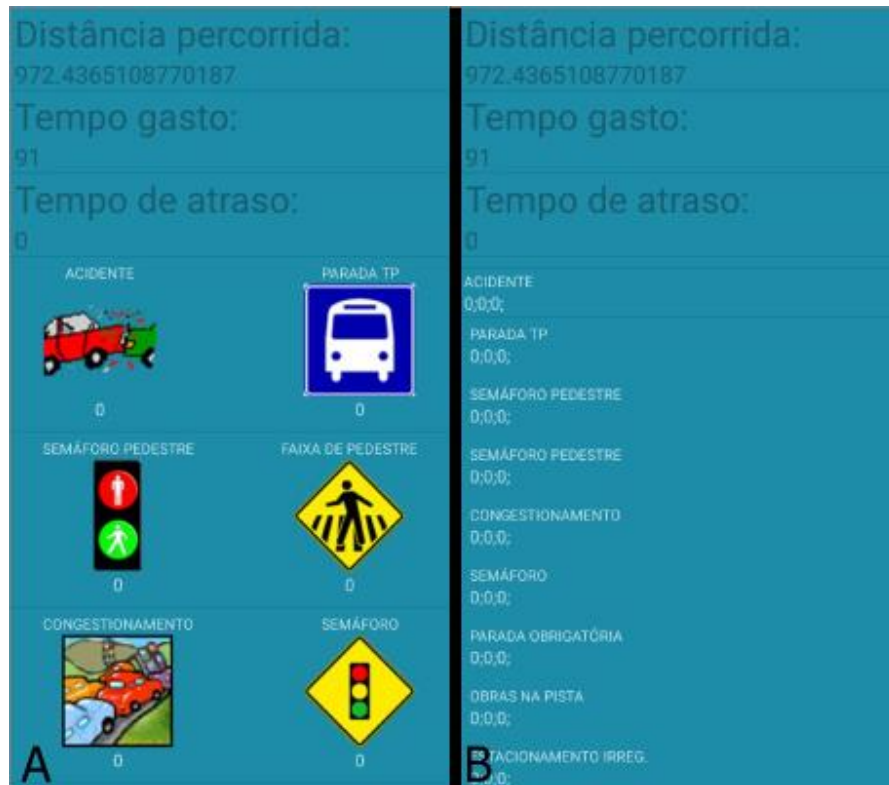 Distância percorrida:
972.4365108770187
Tempo gasto:
91
Tempo de atraso:
0
ACIDENTE PARADA TP
0 0
SEMÁFORO PEDESTRE FAIXA DE PEDESTRE
0 0
CONGESTIONAMENTO SEMÁFORO
0 0
A
Distância percorrida:
972.4365108770187
Tempo gasto:
91
Tempo de atraso:
0
ACIDENTE
0;0;0;
PARADA TP
0;0;0;
SEMÁFORO PEDESTRE
0;0;0;
SEMÁFORO PEDESTRE
0;0;0;
CONGESTIONAMENTO
0;0;0;
SEMÁFORO
0;0;0;
PARADA OBRIGATÓRIA
0;0;0;
OBRAS NA PISTA
0;0;0;
ESTACIONAMENTO IRREG.
0;0;0;
B